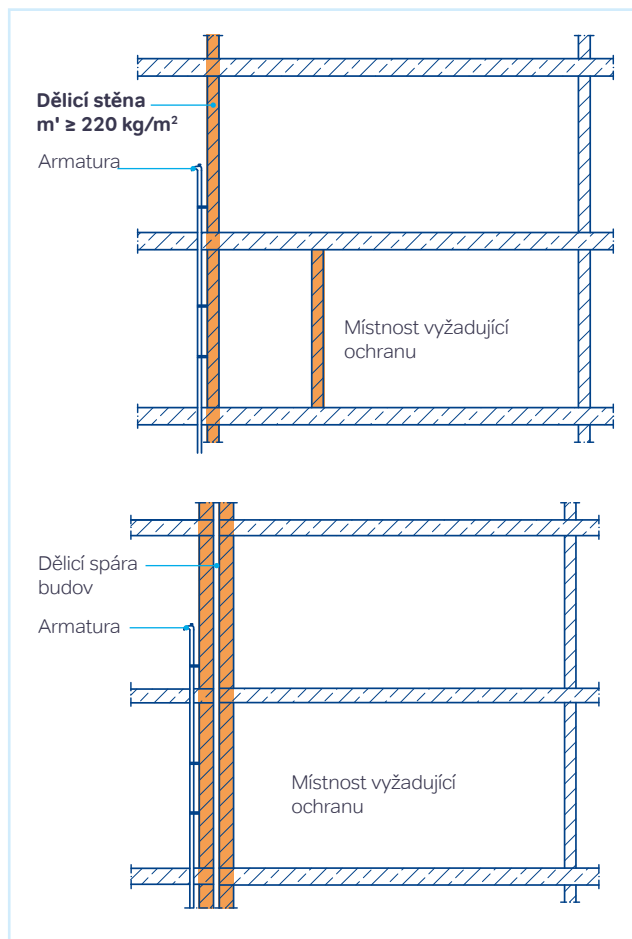 Dělicí stěna
m' ≥ 220 kg/m²
Armatura
Místnost vyžadující
ochranu
Dělicí spára
budov
Armatura
Místnost vyžadující
ochranu